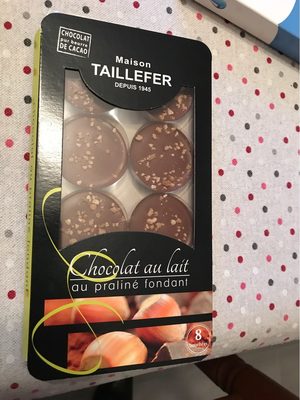 CHOCOLAT
pur beurre
DE CACAO
Maison
TAILLEFER
DEPUIS 1945
Chocolat au lait
au praliné fondant
8